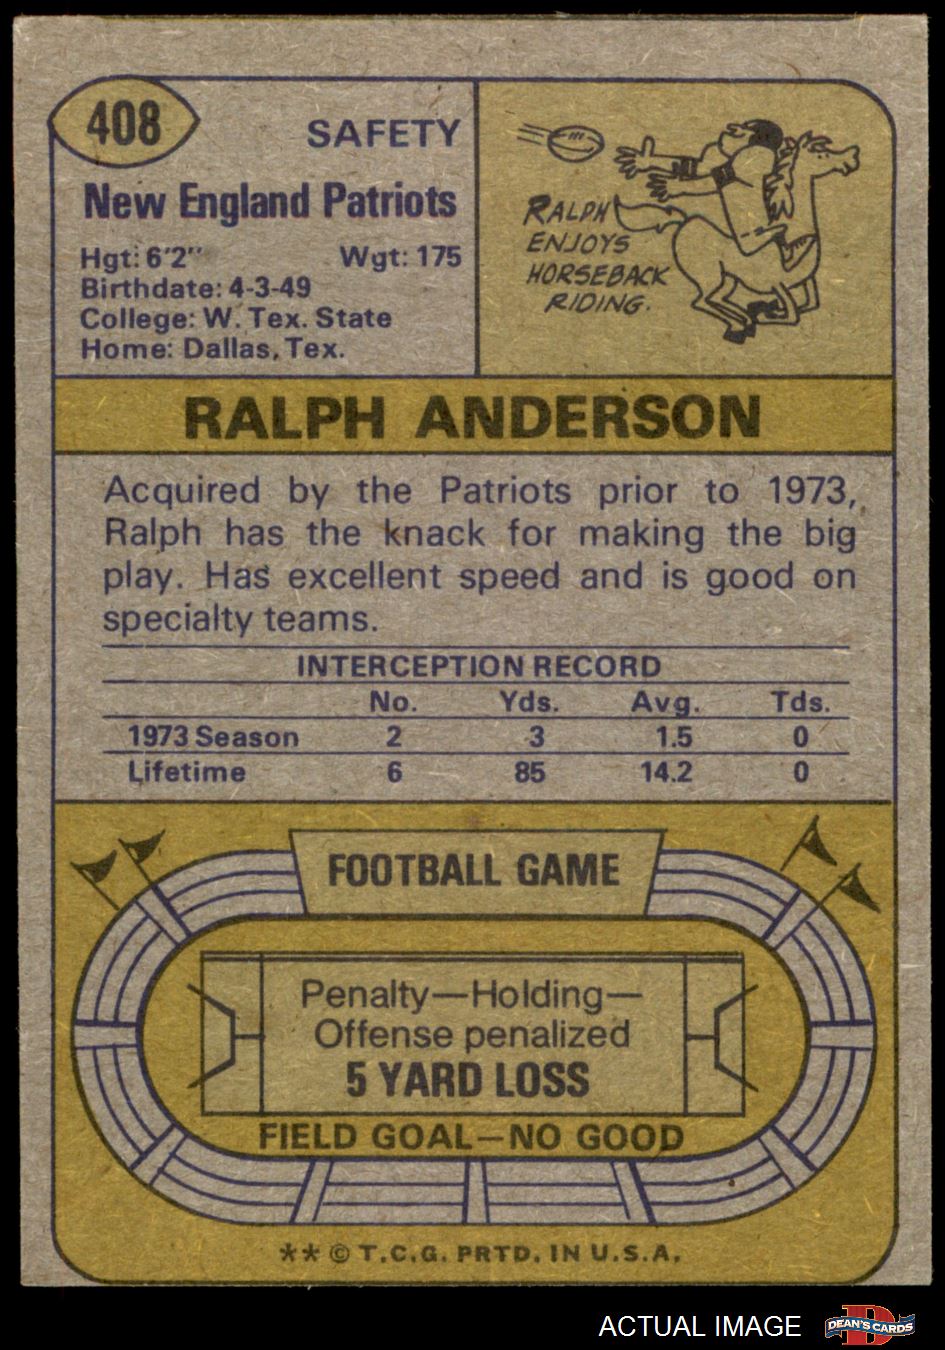 408
SAFETY
New England Patriots
Hgt: 6'2" Wgt: 175
Birthdate: 4-3-49
College: W. Tex. State
Home: Dallas, Tex.
RALPH
ENJOYS
HORSEBACK
RIDING.
RALPH ANDERSON
Acquired by the Patriots prior to 1973,
Ralph has the knack for making the big
play. Has excellent speed and is good on
specialty teams.
INTERCEPTION RECORD
No. Yds. Avg. Tds.
1973 Season 2 3 1.5 0
Lifetime 6 85 14.2 0
FOOTBALL GAME
Penalty—Holding—
Offense penalized
5 YARD LOSS
FIELD GOAL—NO GOOD
** © T.C.G. PRTD. IN U.S.A.
ACTUAL IMAGE
D
DEAN'S CARDS